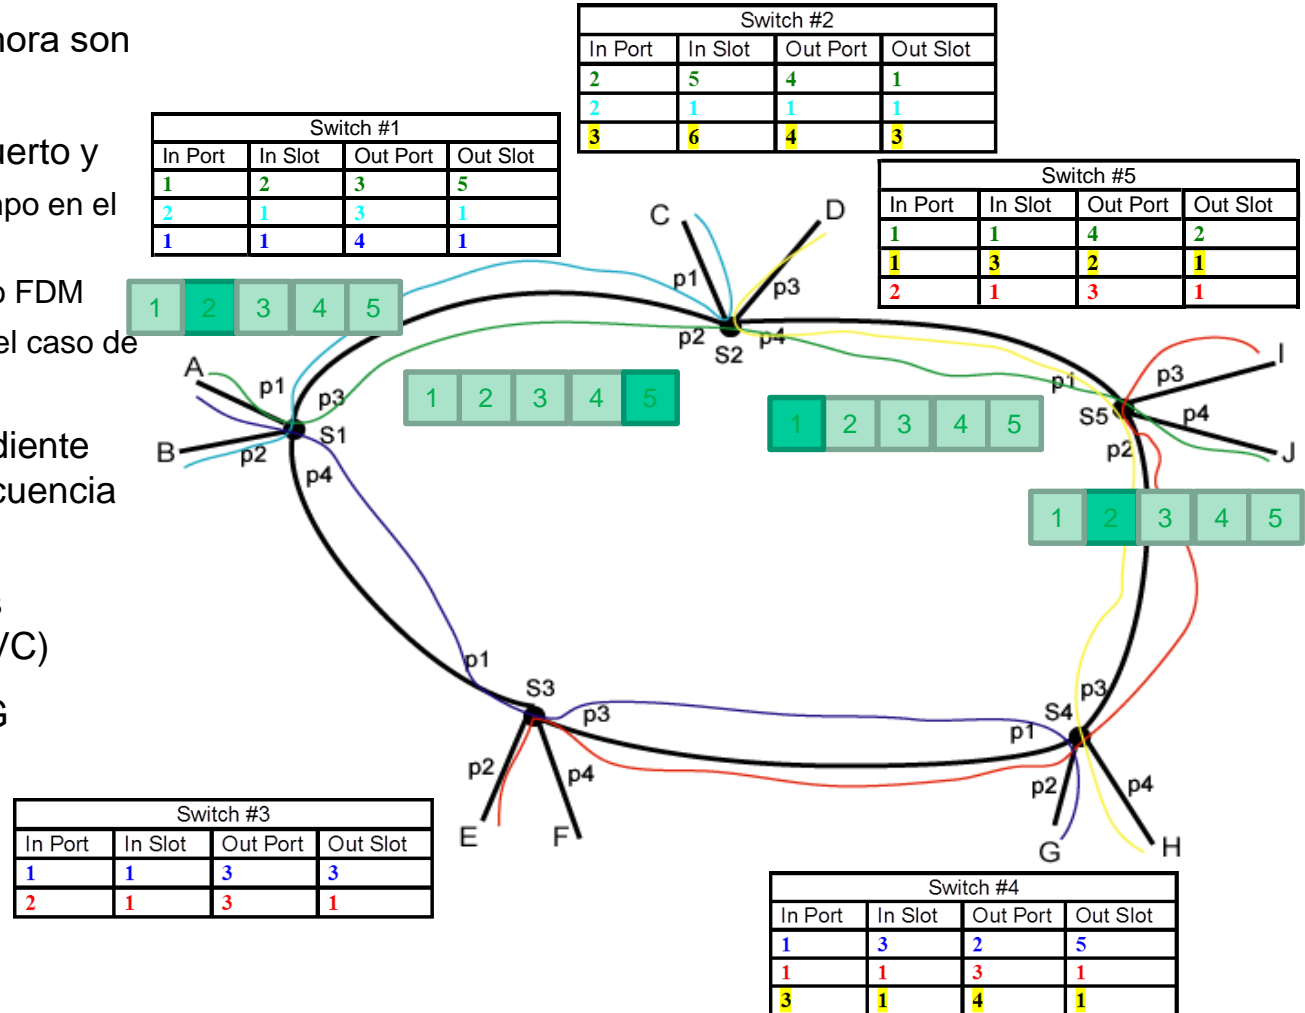 hora son
uerto y
npo en el
o FDM
el caso de
diente
cuencia
s
VC)
G
Switch #2
In Port In Slot Out Port Out Slot
2 5 4 1
2 1 1 1
3 6 4 3
Switch #1
In Port In Slot Out Port Out Slot
1 2 3 5
2 1 3 1
1 1 4 1
Switch #5
In Port In Slot Out Port Out Slot
1 1 4 2
1 3 2 1
2 1 3 1
C
D
p1
p3
1 2 3 4 5
p2
S2
p4
A
p1
p3
B
p2
S1
p4
1 2 3 4 5
1 2 3 4 5
I
p3
p1
S5
p4
p2
J
1 2 3 4 5
p1
S3
p3
p2
p4
E
F
p3
S4
p1
p2
p4
G
H
Switch #3
In Port In Slot Out Port Out Slot
1 1 3 3
2 1 3 1
Switch #4
In Port In Slot Out Port Out Slot
1 3 2 5
1 1 3 1
3 1 4 1